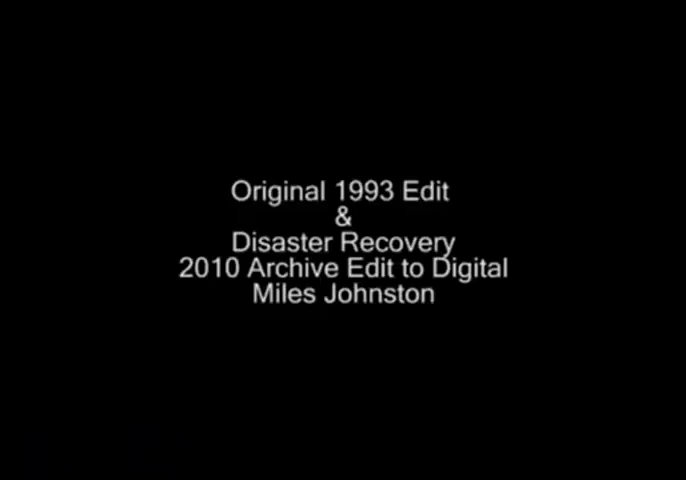 Original 1993 Edit
&
Disaster Recovery
2010 Archive Edit to Digital
Miles Johnston